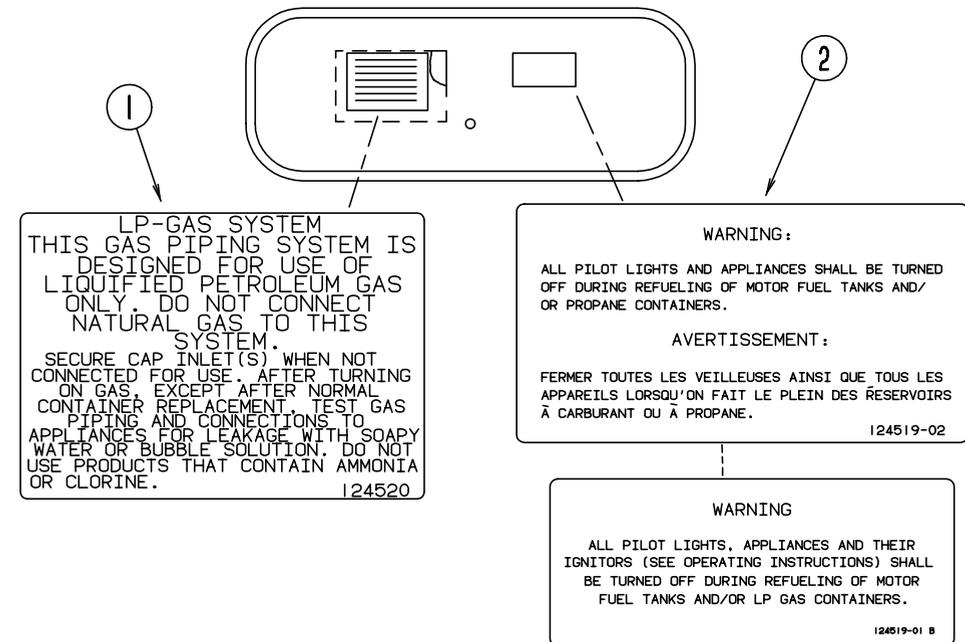 1
2
LP-GAS SYSTEM
THIS GAS PIPING SYSTEM IS
DESIGNED FOR USE OF
LIQUIFIED PETROLEUM GAS
ONLY. DO NOT CONNECT
NATURAL GAS TO THIS
SYSTEM.
SECURE CAP INLET(S) WHEN NOT
CONNECTED FOR USE. AFTER TURNING
ON GAS, EXCEPT AFTER NORMAL
CONTAINER REPLACEMENT, TEST GAS
PIPING AND CONNECTIONS TO
APPLIANCES FOR LEAKAGE WITH SOAPY
WATER OR BUBBLE SOLUTION. DO NOT
USE PRODUCTS THAT CONTAIN AMMONIA
OR CLORINE.
124520
WARNING:
ALL PILOT LIGHTS AND APPLIANCES SHALL BE TURNED
OFF DURING REFUELING OF MOTOR FUEL TANKS AND/
OR PROPANE CONTAINERS.
AVERTISSEMENT:
FERMER TOUTES LES VEILLEUSES AINSI QUE TOUS LES
APPAREILS LORSQU'ON FAIT LE PLEIN DES ŔESERVOIRS
À CARBURANT OU À PROPANE.
124519-02
WARNING
ALL PILOT LIGHTS, APPLIANCES AND THEIR
IGNITORS (SEE OPERATING INSTRUCTIONS) SHALL
BE TURNED OFF DURING REFUELING OF MOTOR
FUEL TANKS AND/OR LP GAS CONTAINERS.
124519-01 B